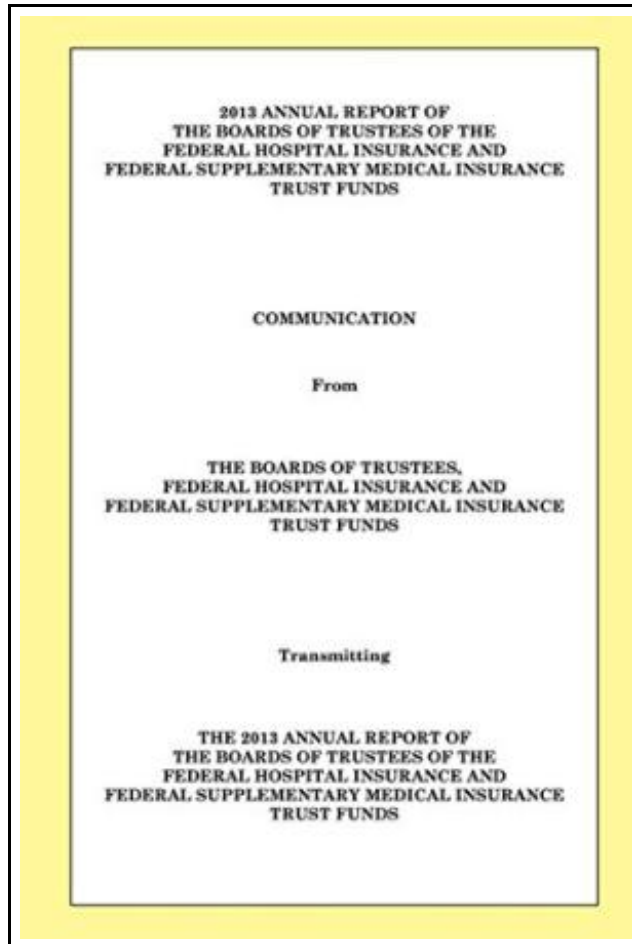 2013 ANNUAL REPORT OF
THE BOARDS OF TRUSTEES OF THE
FEDERAL HOSPITAL INSURANCE AND
FEDERAL SUPPLEMENTARY MEDICAL INSURANCE
TRUST FUNDS
COMMUNICATION
From
THE BOARDS OF TRUSTEES,
FEDERAL HOSPITAL INSURANCE AND
FEDERAL SUPPLEMENTARY MEDICAL INSURANCE
TRUST FUNDS
Transmitting
THE 2013 ANNUAL REPORT OF
THE BOARDS OF TRUSTEES OF THE
FEDERAL HOSPITAL INSURANCE AND
FEDERAL SUPPLEMENTARY MEDICAL INSURANCE
TRUST FUNDS